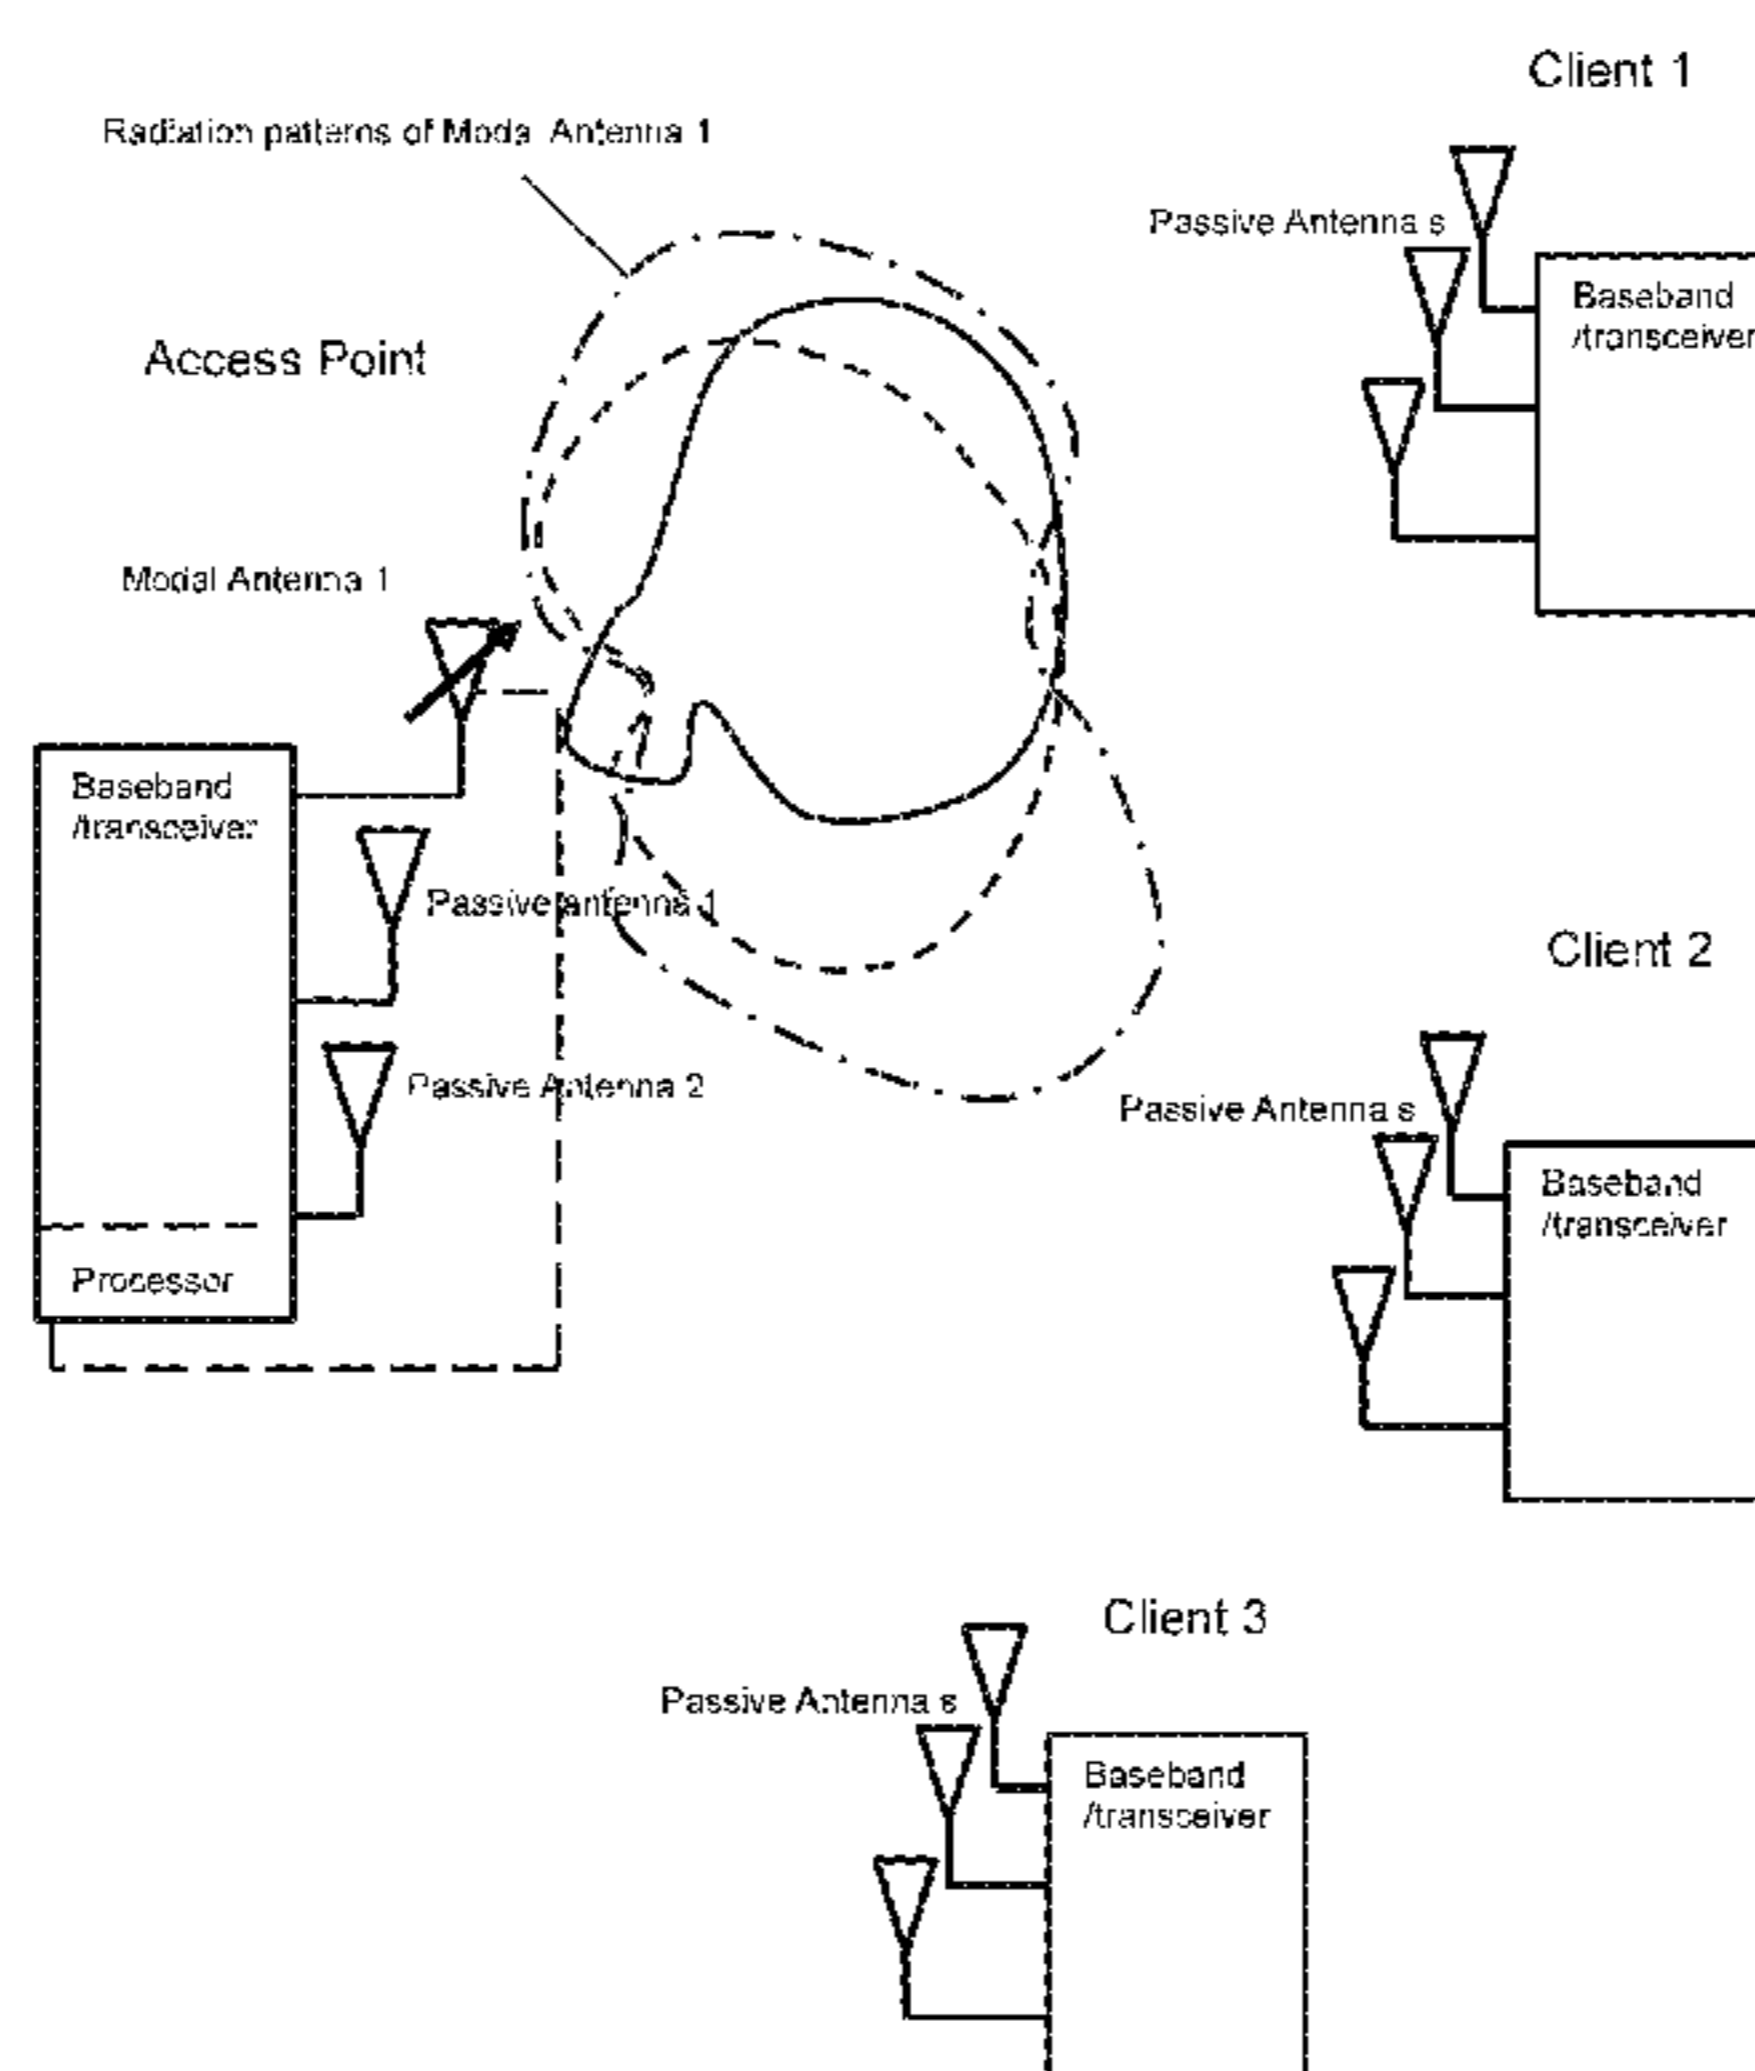 Client 1
Radiation patterns of Moda Antenna 1
Passive Antenna s
Baseband
/transceiver
Access Point
Modal Antenna 1
Baseband
/transceiver
Passive antenna 1
Client 2
Passive Antenna 2
Passive Antenna s
Baseband
/transceiver
Processor
Client 3
Passive Antenna s
Baseband
/transceiver